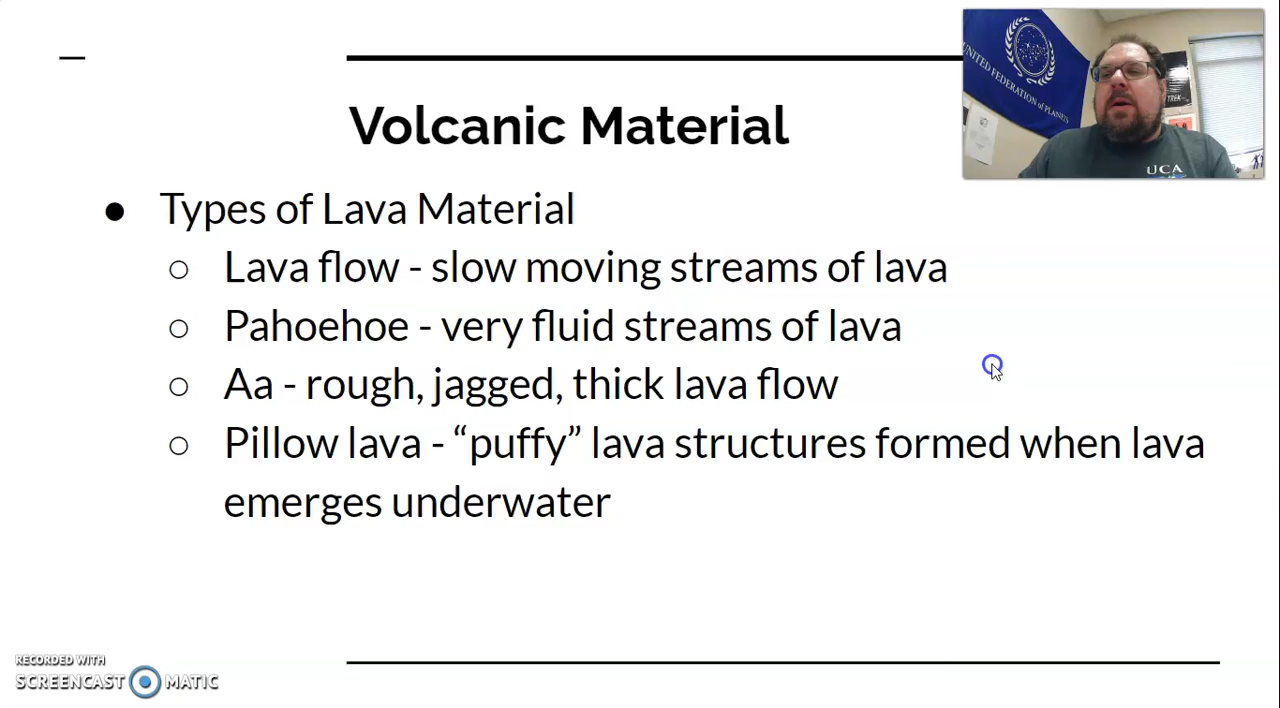 UNITED FEDERATION of PLANETS
TREK
UCA
Volcanic Material
● Types of Lava Material
○ Lava flow - slow moving streams of lava
○ Pahoehoe - very fluid streams of lava
○ Aa - rough, jagged, thick lava flow
○ Pillow lava - “puffy” lava structures formed when lava
emerges underwater
RECORDED WITH
SCREENCAST MATIC